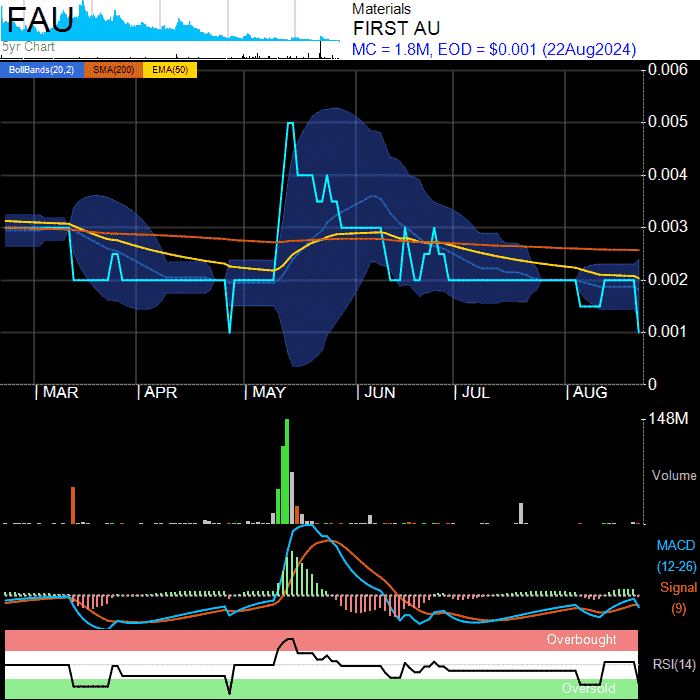 FAU
5yr Chart
Materials
FIRST AU
MC = 1.8M, EOD = $0.001 (22Aug2024)
BollBands(20,2) SMA(200) EMA(50)
0.006
0.005
0.004
0.003
0.002
0.001
0
MAR APR MAY JUN JUL AUG
148M
Volume
MACD
(12-26)
Signal
(9)
Overbought
RSI(14)
Oversold